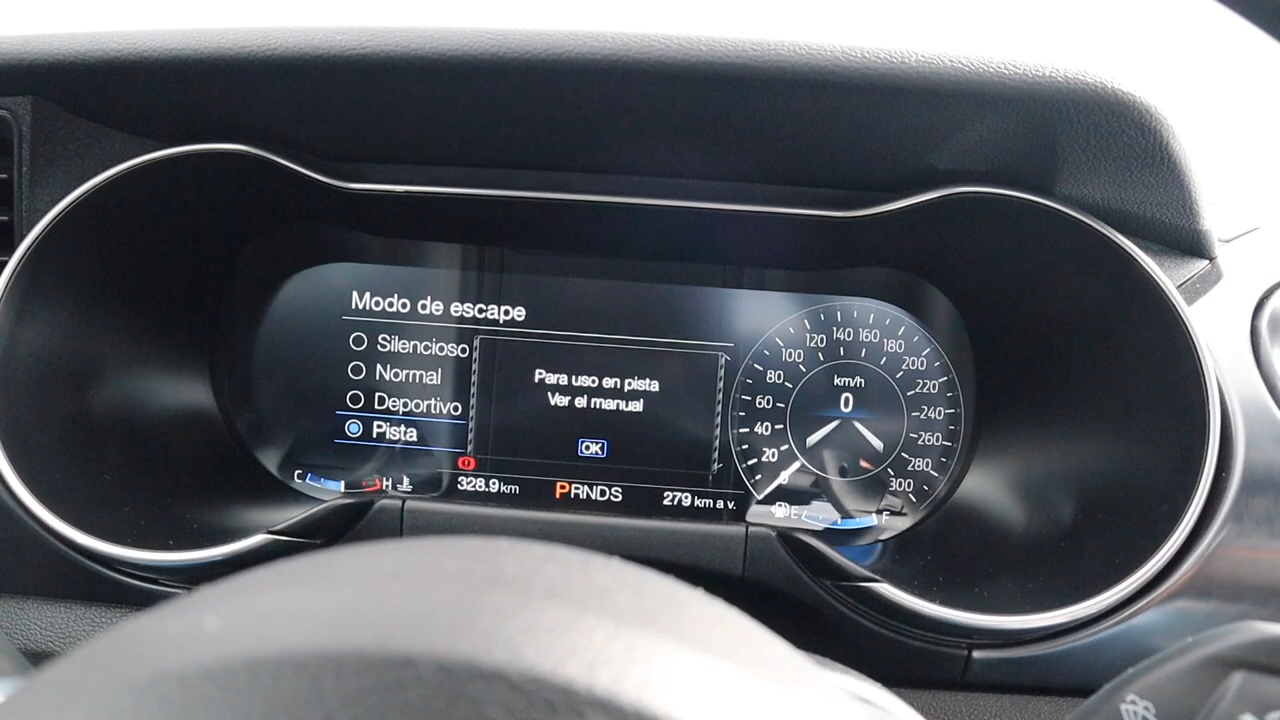 Modo de escape
Silencioso
Normal
Deportivo
Pista
Para uso en pista
Ver el manual
OK
C
H
328.9 km
PRNDS
279 km a v.
0
20
40
60
80
100
120
140
160
180
200
220
240
260
280
300
km/h
0
E
F